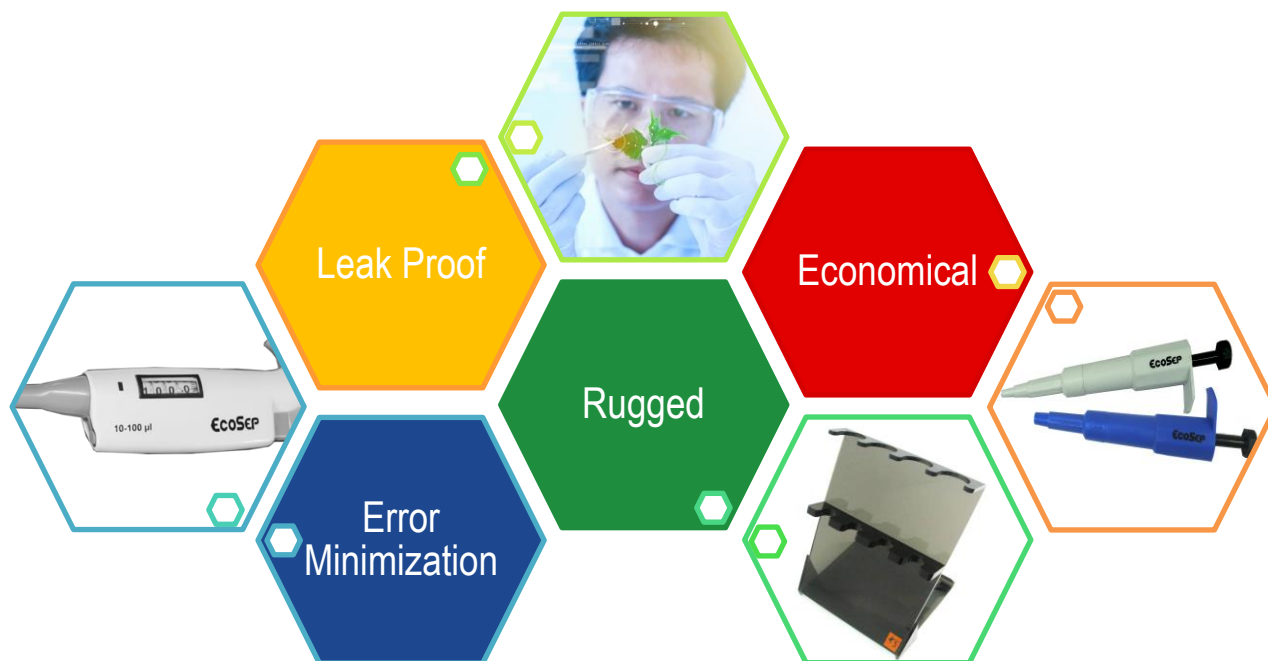 Leak Proof
Economical
Rugged
Error
Minimization
10-100 µl
ECOSEP
ECOSEP
ECOSEP